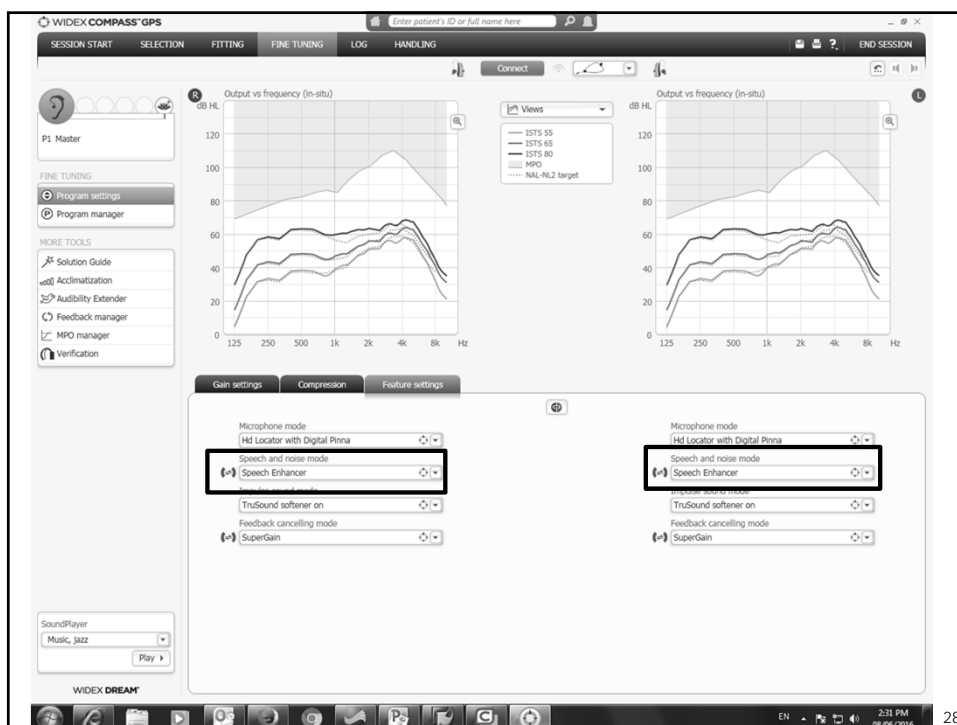 WIDEX COMPASS™ GPS
Enter patient's ID or full name here
SESSION START SELECTION FITTING FINE TUNING LOG HANDLING END SESSION
Connect
P1 Master
FINE TUNING
Program settings
Program manager
MORE TOOLS
Solution Guide
Acclimatization
Audibility Extender
Feedback manager
MPO manager
Verification
R
Output vs frequency (in-situ)
dB HL
120
100
80
60
40
20
0
125 250 500 1k 2k 4k 8k Hz
Views
ISTS 55
ISTS 65
ISTS 80
MPO
NAL-NL2 target
Output vs frequency (in-situ)
L
dB HL
120
100
80
60
40
20
0
125 250 500 1k 2k 4k 8k Hz
Gain settings Compression Feature settings
Microphone mode
Hd Locator with Digital Pinna
Speech and noise mode
Speech Enhancer
Impulse sound mode
TruSound softener on
Feedback cancelling mode
SuperGain
Microphone mode
Hd Locator with Digital Pinna
Speech and noise mode
Speech Enhancer
Impulse sound mode
TruSound softener on
Feedback cancelling mode
SuperGain
SoundPlayer
Music, jazz
Play
WIDEX DREAM™
EN 2:31 PM
08/06/2016
28